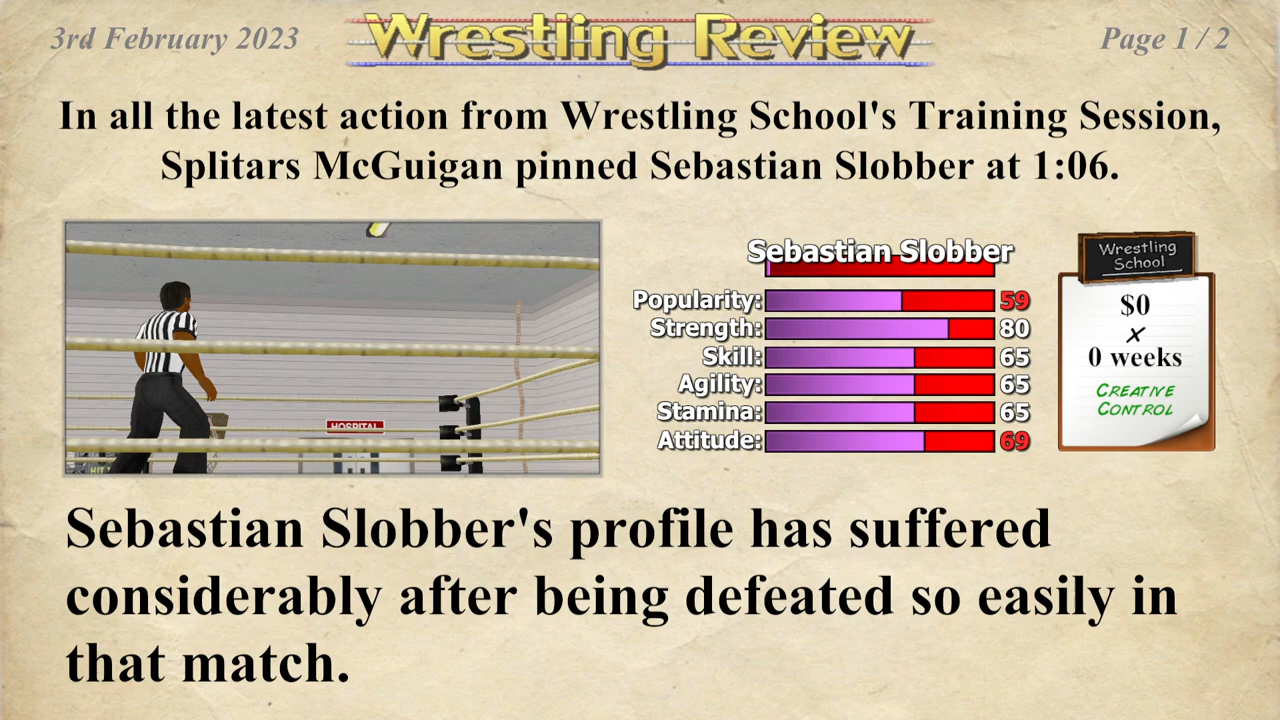 3rd February 2023
Wrestling Review
Page 1 / 2
In all the latest action from Wrestling School's Training Session,
Splitars McGuigan pinned Sebastian Slobber at 1:06.
HOSPITAL
Sebastian Slobber
Popularity: 59
Strength: 80
Skill: 65
Agility: 65
Stamina: 65
Attitude: 69
Wrestling
School
$0
x
0 weeks
CREATIVE
CONTROL
Sebastian Slobber's profile has suffered
considerably after being defeated so easily in
that match.